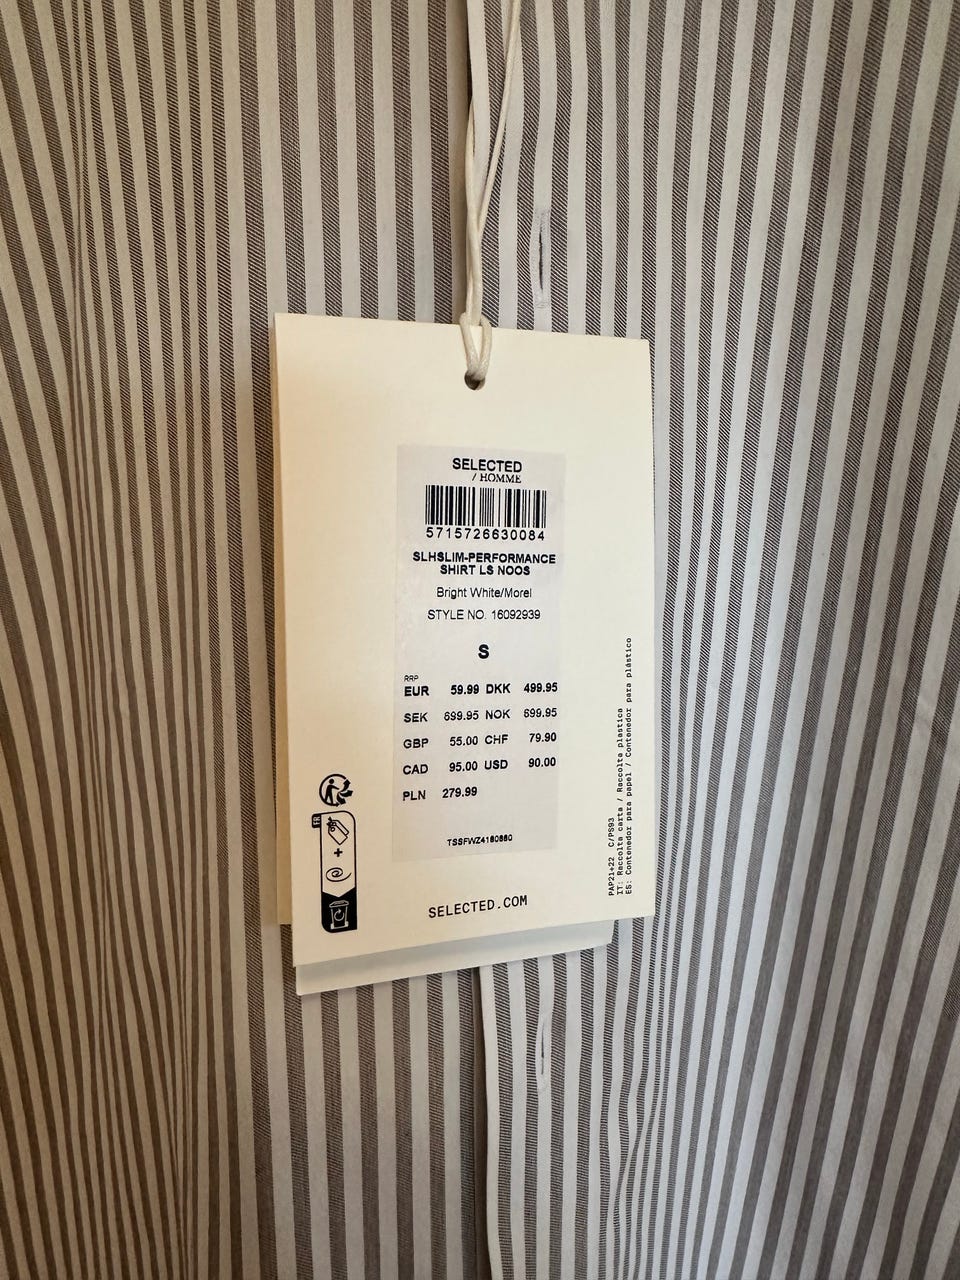 SELECTED
/ HOMME
5715726630084
SLHSLIM-PERFORMANCE
SHIRT LS NOOS
Bright White/Morel
STYLE NO. 16092939
S
RRP
EUR 59.99 DKK 499.95
SEK 699.95 NOK 699.95
GBP 55.00 CHF 79.90
CAD 95.00 USD 90.00
PLN 279.99
TSSFWZ4160660
SELECTED.COM
FR
+
PAP21+22 C/PS93
IT: Raccolta carta / Raccolta plastica
ES: Contenedor para papel / Contenedor para plástico